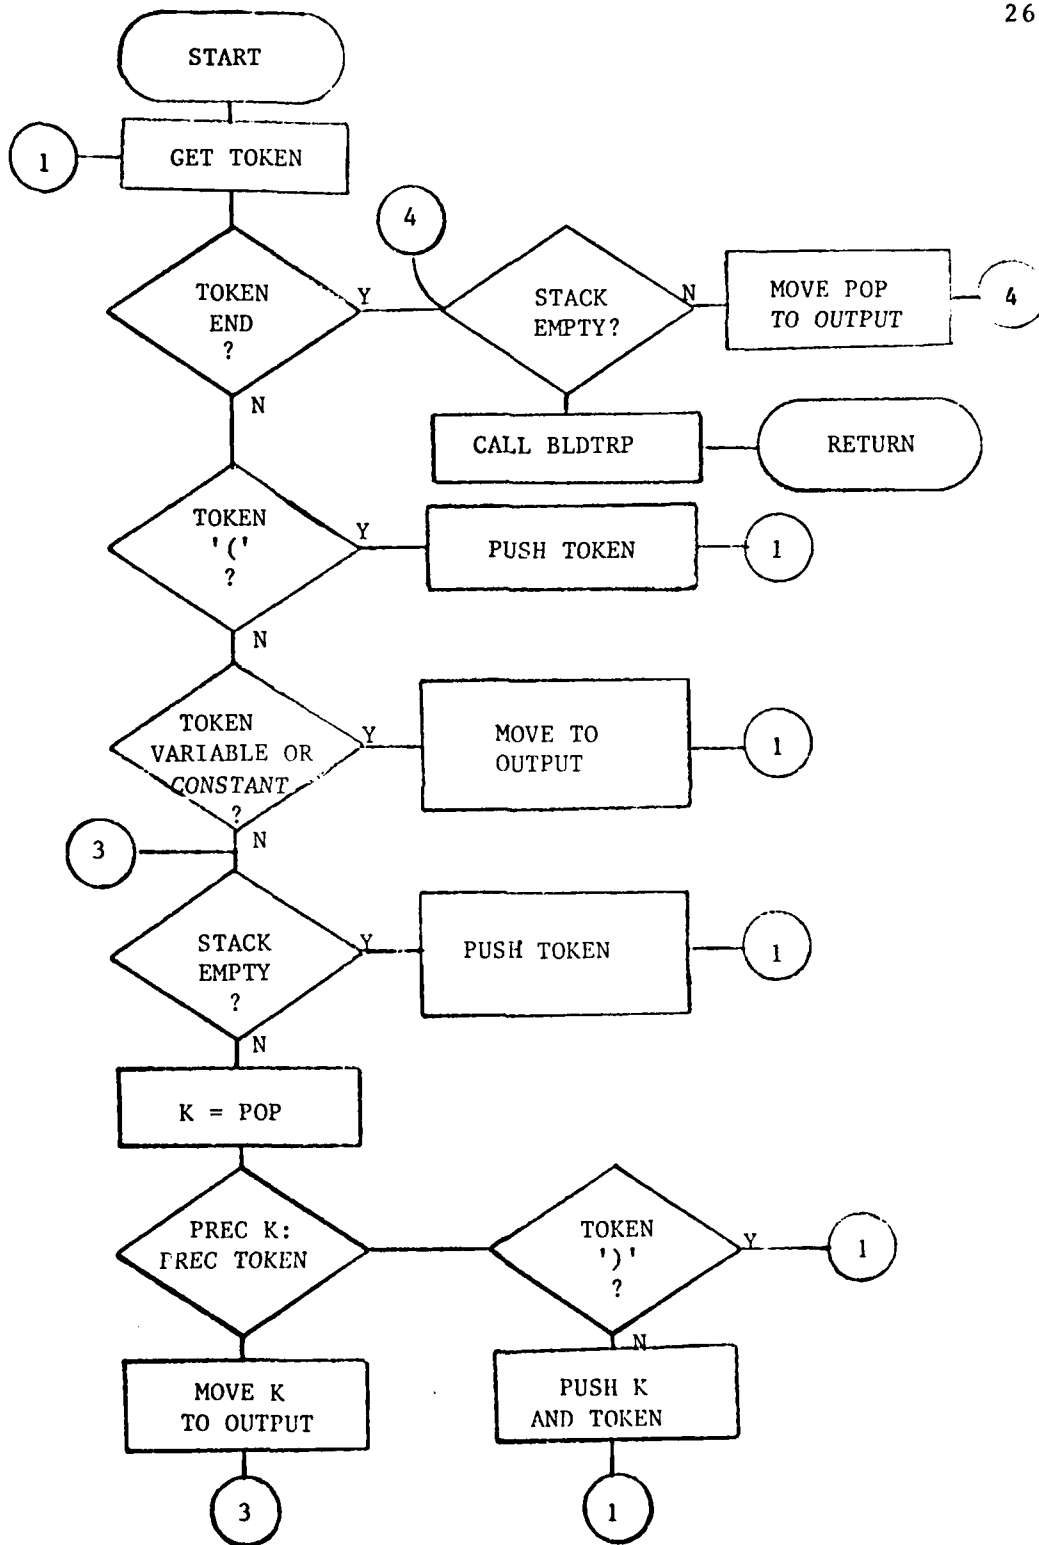 26
START
1
GET TOKEN
4
TOKEN
END
?
Y
STACK
EMPTY?
N
MOVE POP
TO OUTPUT
4
N
CALL BLDTRP
RETURN
TOKEN
'('
?
Y
PUSH TOKEN
1
N
TOKEN
VARIABLE OR
CONSTANT
?
Y
MOVE TO
OUTPUT
1
3
N
STACK
EMPTY
?
Y
PUSH TOKEN
1
N
K = POP
PREC K:
PREC TOKEN
TOKEN
')'
?
Y
1
N
MOVE K
TO OUTPUT
PUSH K
AND TOKEN
3
1